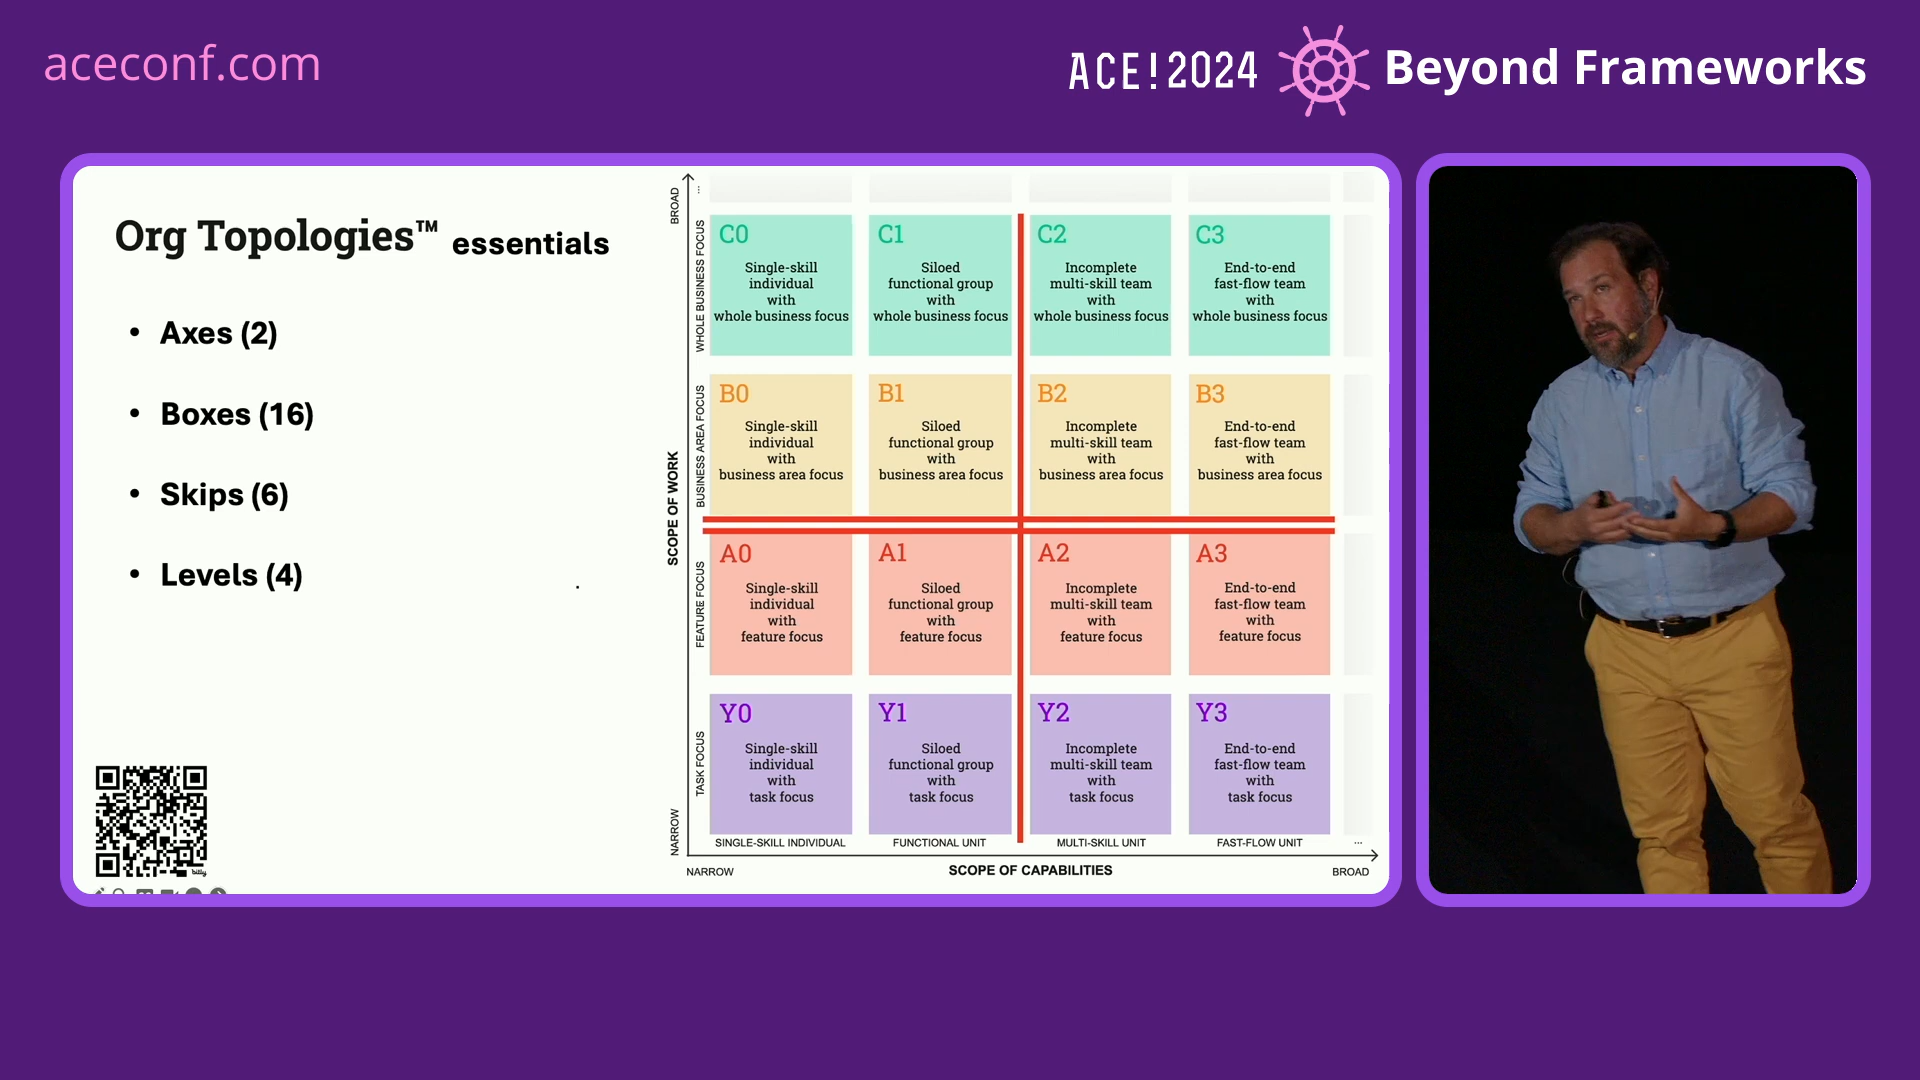 aceconf.com
ACE!2024
Beyond Frameworks
Org Topologies™ essentials
• Axes (2)
• Boxes (16)
• Skips (6)
• Levels (4)
bitly
SCOPE OF WORK
BROAD
...
WHOLE BUSINESS FOCUS
BUSINESS AREA FOCUS
FEATURE FOCUS
TASK FOCUS
NARROW
C0
Single-skill
individual
with
whole business focus
C1
Siloed
functional group
with
whole business focus
C2
Incomplete
multi-skill team
with
whole business focus
C3
End-to-end
fast-flow team
with
whole business focus
B0
Single-skill
individual
with
business area focus
B1
Siloed
functional group
with
business area focus
B2
Incomplete
multi-skill team
with
business area focus
B3
End-to-end
fast-flow team
with
business area focus
A0
Single-skill
individual
with
feature focus
A1
Siloed
functional group
with
feature focus
A2
Incomplete
multi-skill team
with
feature focus
A3
End-to-end
fast-flow team
with
feature focus
Y0
Single-skill
individual
with
task focus
Y1
Siloed
functional group
with
task focus
Y2
Incomplete
multi-skill team
with
task focus
Y3
End-to-end
fast-flow team
with
task focus
SINGLE-SKILL INDIVIDUAL
FUNCTIONAL UNIT
MULTI-SKILL UNIT
FAST-FLOW UNIT
...
NARROW
SCOPE OF CAPABILITIES
BROAD